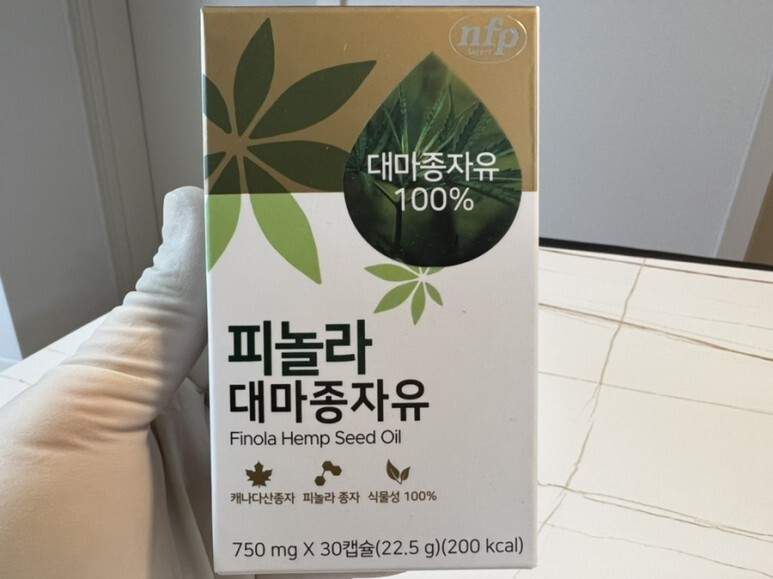 nfp
대마종자유
100%
피놀라
대마종자유
Finola Hemp Seed Oil
캐나다산종자 피놀라 종자 식물성 100%
750 mg X 30캡슐(22.5 g)(200 kcal)